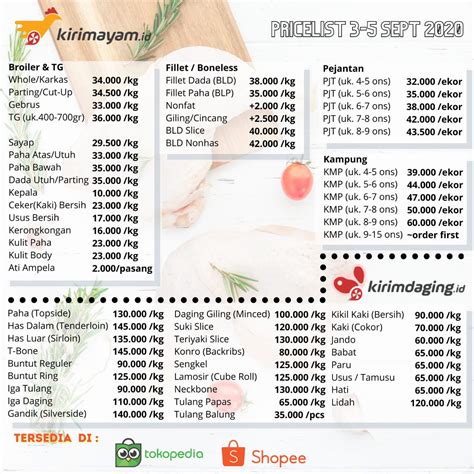 kirimayam.id
PRICELIST 3-5 SEPT 2020
Broiler & TG
Whole/Karkas 34.000 /kg
Parting/Cut-Up 34.500 /kg
Gebrus 33.000 /kg
TG (uk.400-700gr) 36.000 /kg
Sayap 29.500 /kg
Paha Atas/Utuh 33.000 /kg
Paha Bawah 35.000 /kg
Dada Utuh/Parting 35.000 /kg
Kepala 10.000 /kg
Ceker(Kaki) Bersih 23.000 /kg
Usus Bersih 17.000 /kg
Kerongkongan 16.000 /kg
Kulit Paha 23.000 /kg
Kulit Body 23.000 /kg
Ati Ampela 2.000/pasang
Fillet / Boneless
Fillet Dada (BLD) 38.000 /kg
Fillet Paha (BLP) 35.000 /kg
Nonfat +2.000 /kg
Giling/Cincang +2.500 /kg
BLD Slice 40.000 /kg
BLD Nonhas 42.000 /kg
Pejantan
PJT (uk. 4-5 ons) 32.000 /ekor
PJT (uk. 5-6 ons) 35.000 /ekor
PJT (uk. 6-7 ons) 38.000 /ekor
PJT (uk. 7-8 ons) 42.000 /ekor
PJT (uk. 8-9 ons) 43.500 /ekor
Kampung
KMP (uk. 4-5 ons) 39.000 /ekor
KMP (uk. 5-6 ons) 44.000 /ekor
KMP (uk. 6-7 ons) 47.000 /ekor
KMP (uk. 7-8 ons) 50.000 /ekor
KMP (uk. 8-9 ons) 60.000 /ekor
KMP (uk. 9-15 ons) ~order first
kirimdaging.id
Paha (Topside) 130.000 /kg
Has Dalam (Tenderloin) 145.000 /kg
Has Luar (Sirloin) 135.000 /kg
T-Bone 145.000 /kg
Buntut Reguler 90.000 /kg
Buntut Ring 125.000 /kg
Iga Tulang 90.000 /kg
Iga Daging 110.000 /kg
Gandik (Silverside) 140.000 /kg
Daging Giling (Minced) 100.000 /kg
Suki Slice 120.000 /kg
Teriyaki Slice 130.000 /kg
Konro (Backribs) 100.000 /kg
Sengkel 125.000 /kg
Lamosir (Cube Roll) 125.000 /kg
Neckbone 130.000 /kg
Tulang Papas 65.000 /kg
Tulang Balung 35.000 /pcs
Kikil Kaki (Bersih) 90.000 /kg
Kaki (Cokor) 70.000 /kg
Jando 60.000 /kg
Babat 65.000 /kg
Paru 65.000 /kg
Usus / Tamusu 65.000 /kg
Hati 65.000 /kg
Lidah 120.000 /kg
TERSEDIA DI :
tokopedia
Shopee